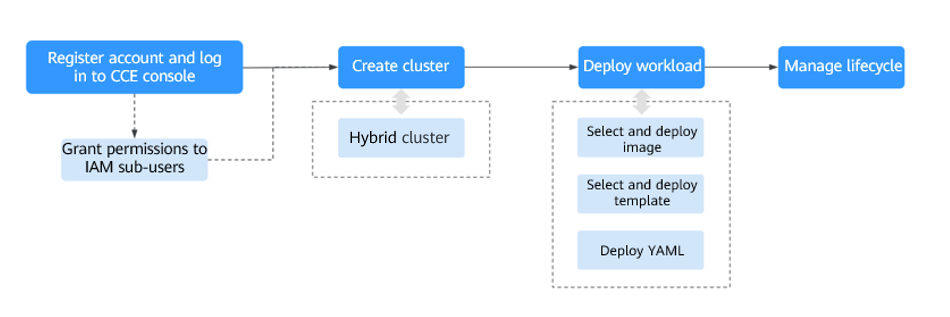 Register account and log
in to CCE console
Create cluster
Deploy workload
Manage lifecycle
Grant permissions to
IAM sub-users
Hybrid cluster
Select and deploy
image
Select and deploy
template
Deploy YAML